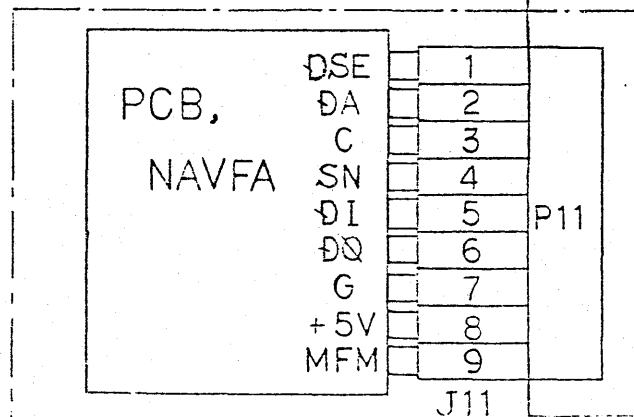 DSE 1
PCB, DA 2
C 3
NAVFA SN 4
DI 5 P11
DO 6
G 7
+5V 8
MFM 9
J11